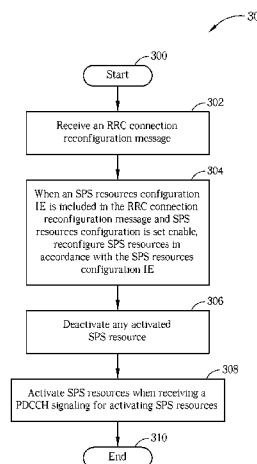 30
300
Start
302
Receive an RRC connection
reconfiguration message
304
When an SPS resources configuration
IE is included in the RRC connection
reconfiguration message and SPS
resources configuration is set enable,
reconfigure SPS resources in
accordance with the SPS resources
configuration IE
306
Deactivate any activated
SPS resource
308
Activate SPS resources when receiving a
PDCCH signaling for activating SPS resources
310
End